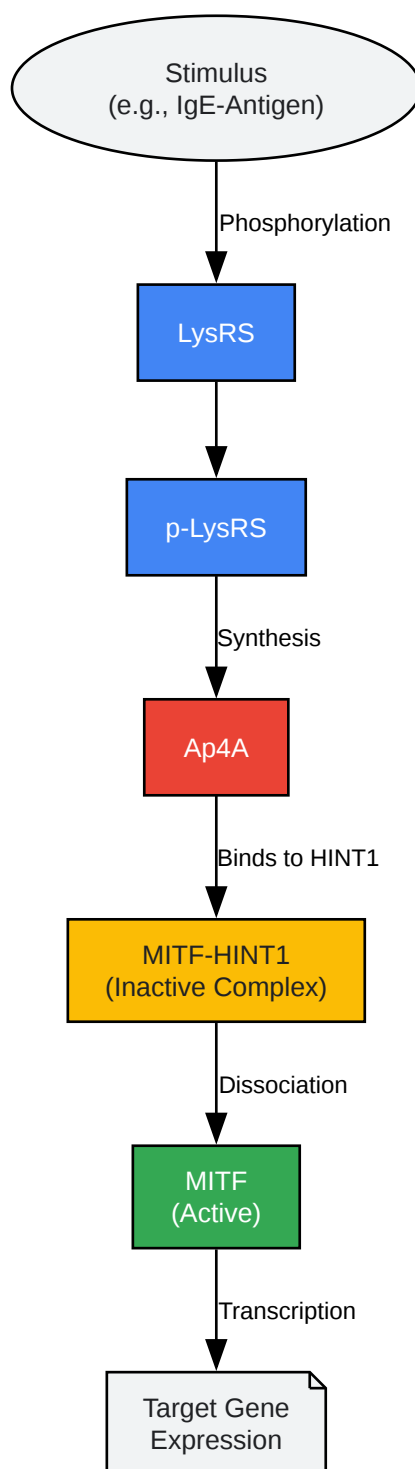 Stimulus
(e.g., IgE-Antigen)
Phosphorylation
LysRS
p-LysRS
Synthesis
Ap4A
Binds to HINT1
MITF-HINT1
(Inactive Complex)
Dissociation
MITF
(Active)
Transcription
Target Gene
Expression